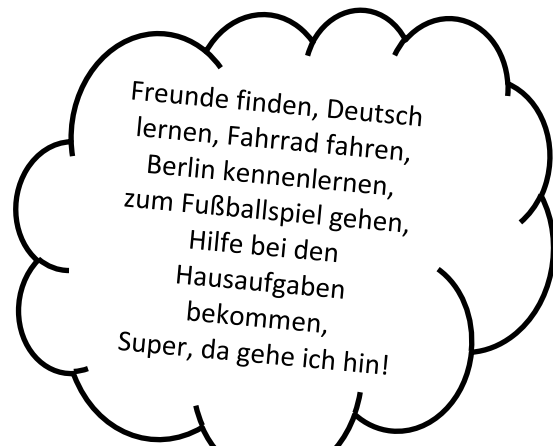 Freunde finden, Deutsch
lernen, Fahrrad fahren,
Berlin kennenlernen,
zum Fußballspiel gehen,
Hilfe bei den
Hausaufgaben
bekommen,
Super, da gehe ich hin!